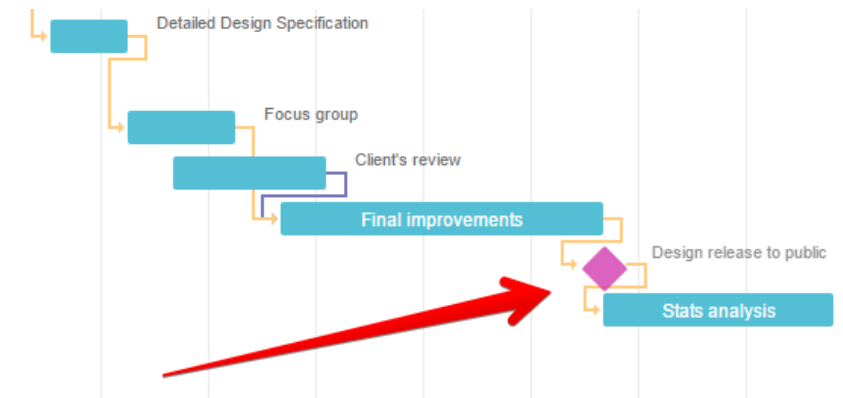 Detailed Design Specification
Focus group
Client's review
Final improvements
Design release to public
Stats analysis